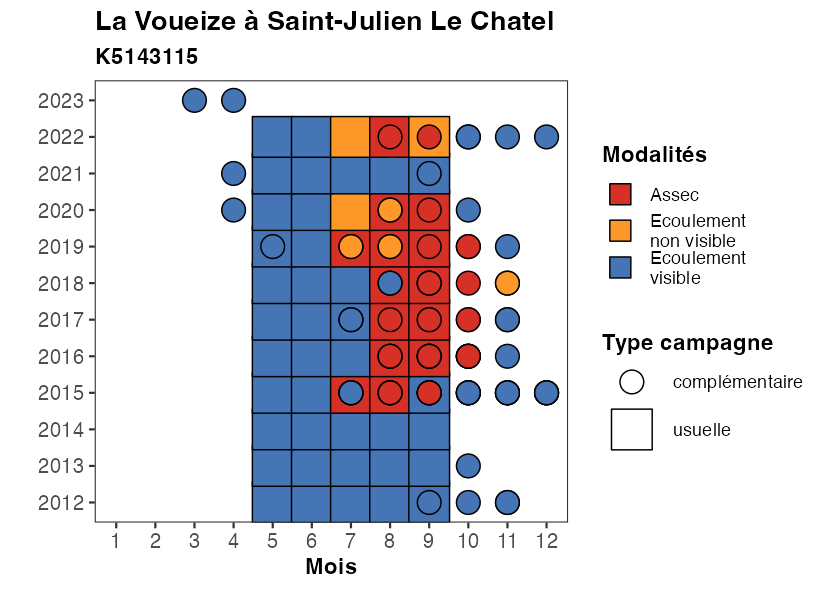 La Voueize à Saint-Julien Le Chatel
K5143115
2023
2022
2021
2020
2019
2018
2017
2016
2015
2014
2013
2012
1 2 3 4 5 6 7 8 9 10 11 12
Mois
Modalités
Assec
Ecoulement
non visible
Ecoulement
visible
Type campagne
complémentaire
usuelle